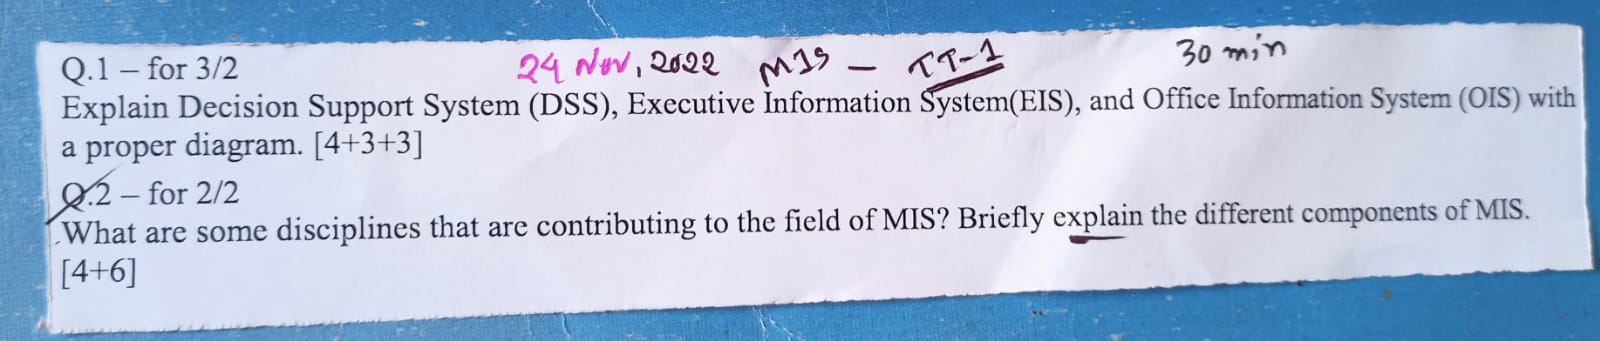 Q.1 – for 3/2 24 Nov, 2022 MIS – TT-1 30 min
Explain Decision Support System (DSS), Executive Information System(EIS), and Office Information System (OIS) with
a proper diagram. [4+3+3]
Q.2 – for 2/2
What are some disciplines that are contributing to the field of MIS? Briefly explain the different components of MIS.
[4+6]